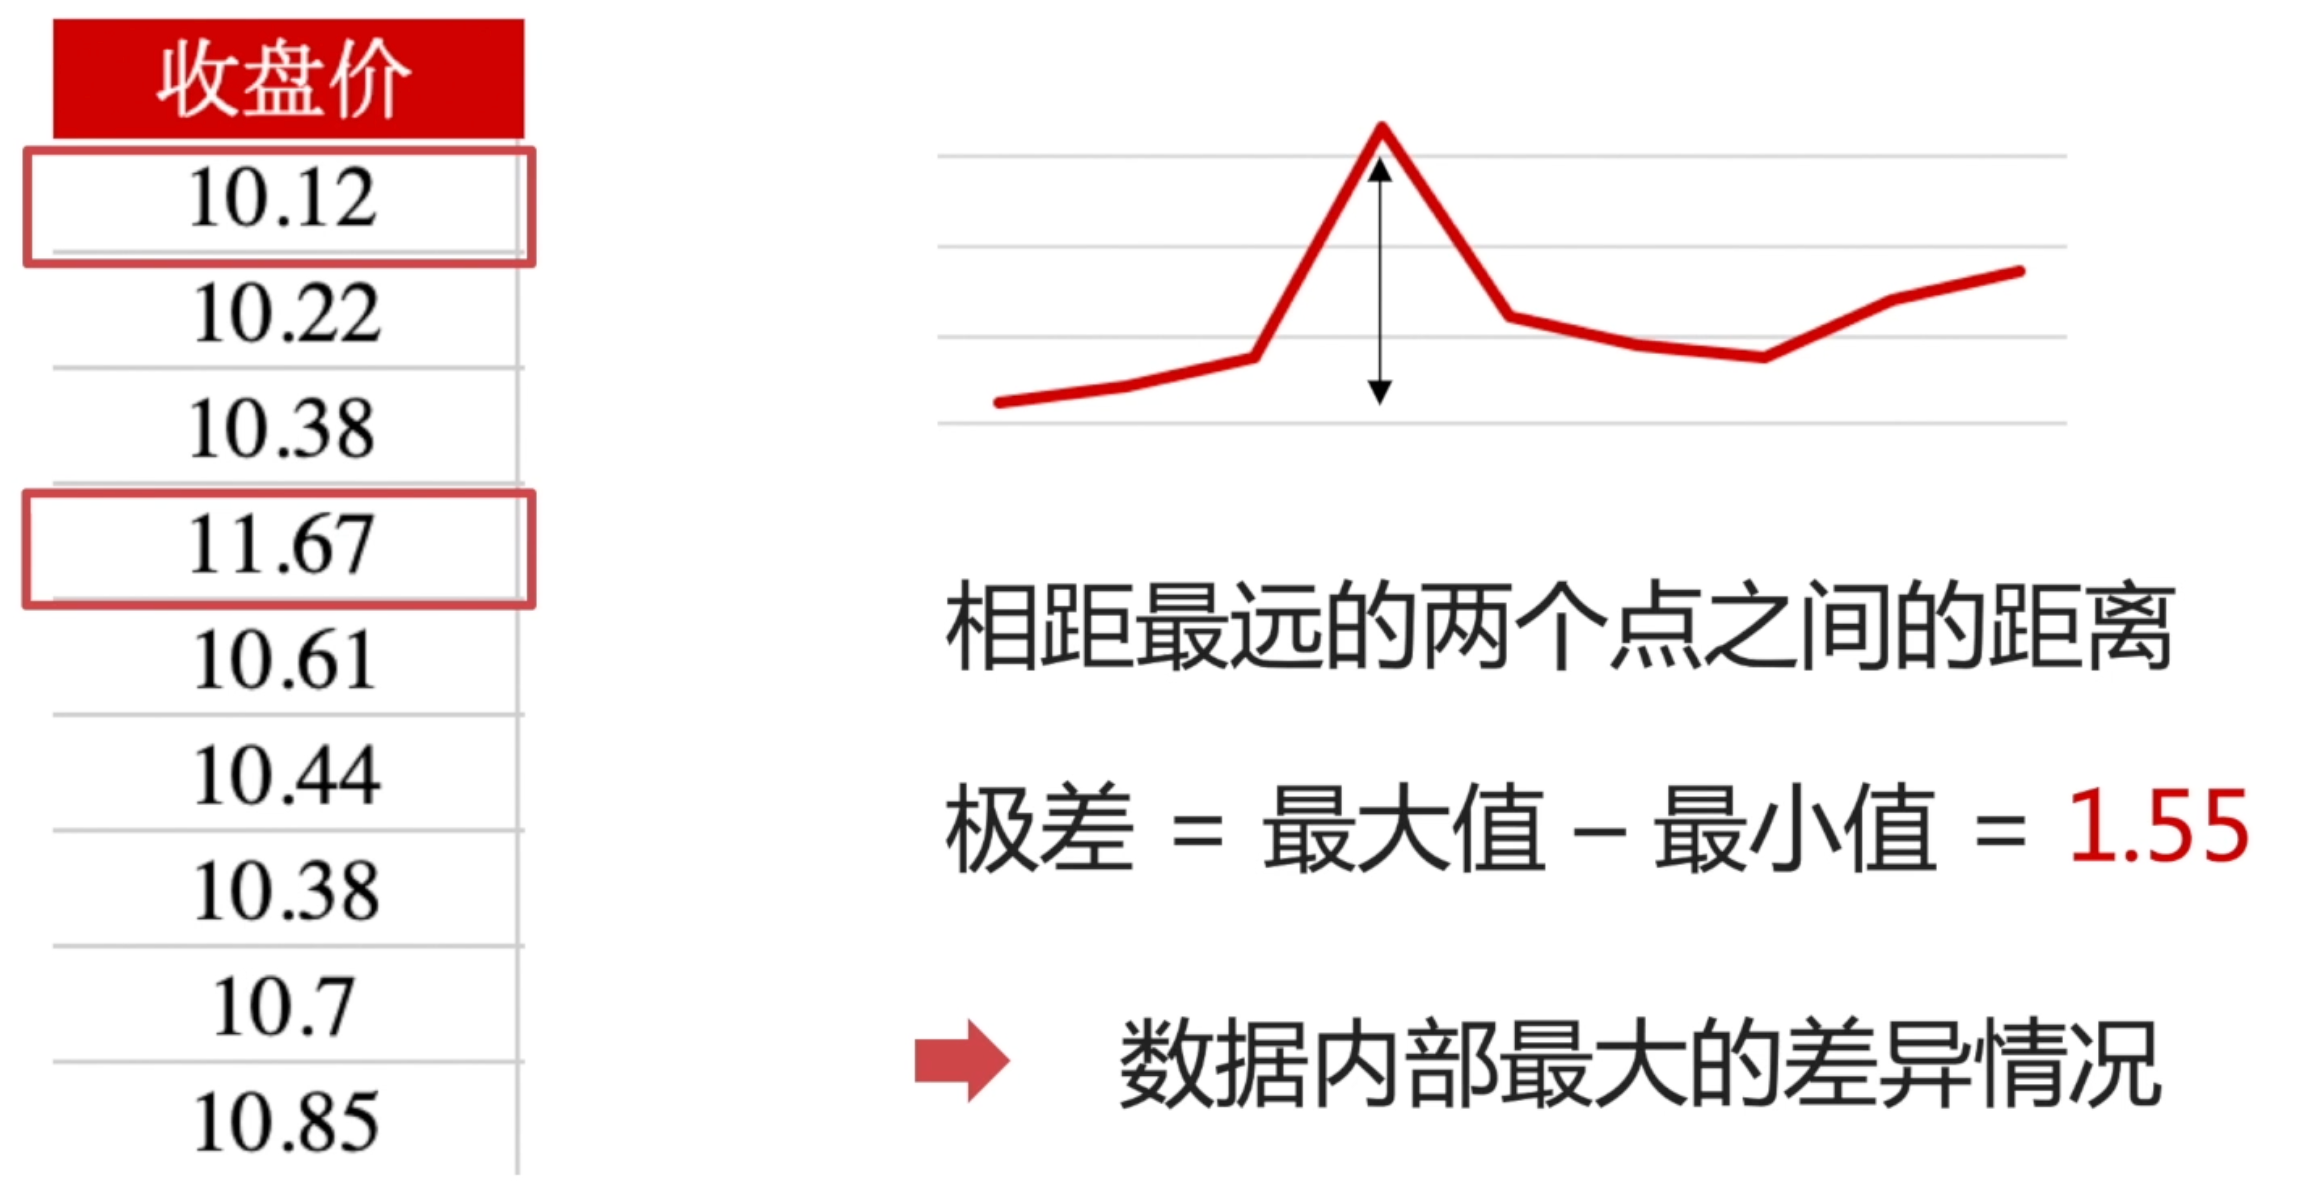 收盘价
10.12
10.22
10.38
11.67
10.61
10.44
10.38
10.7
10.85
相距最远的两个点之间的距离
极差 = 最大值 – 最小值 = 1.55
数据内部最大的差异情况